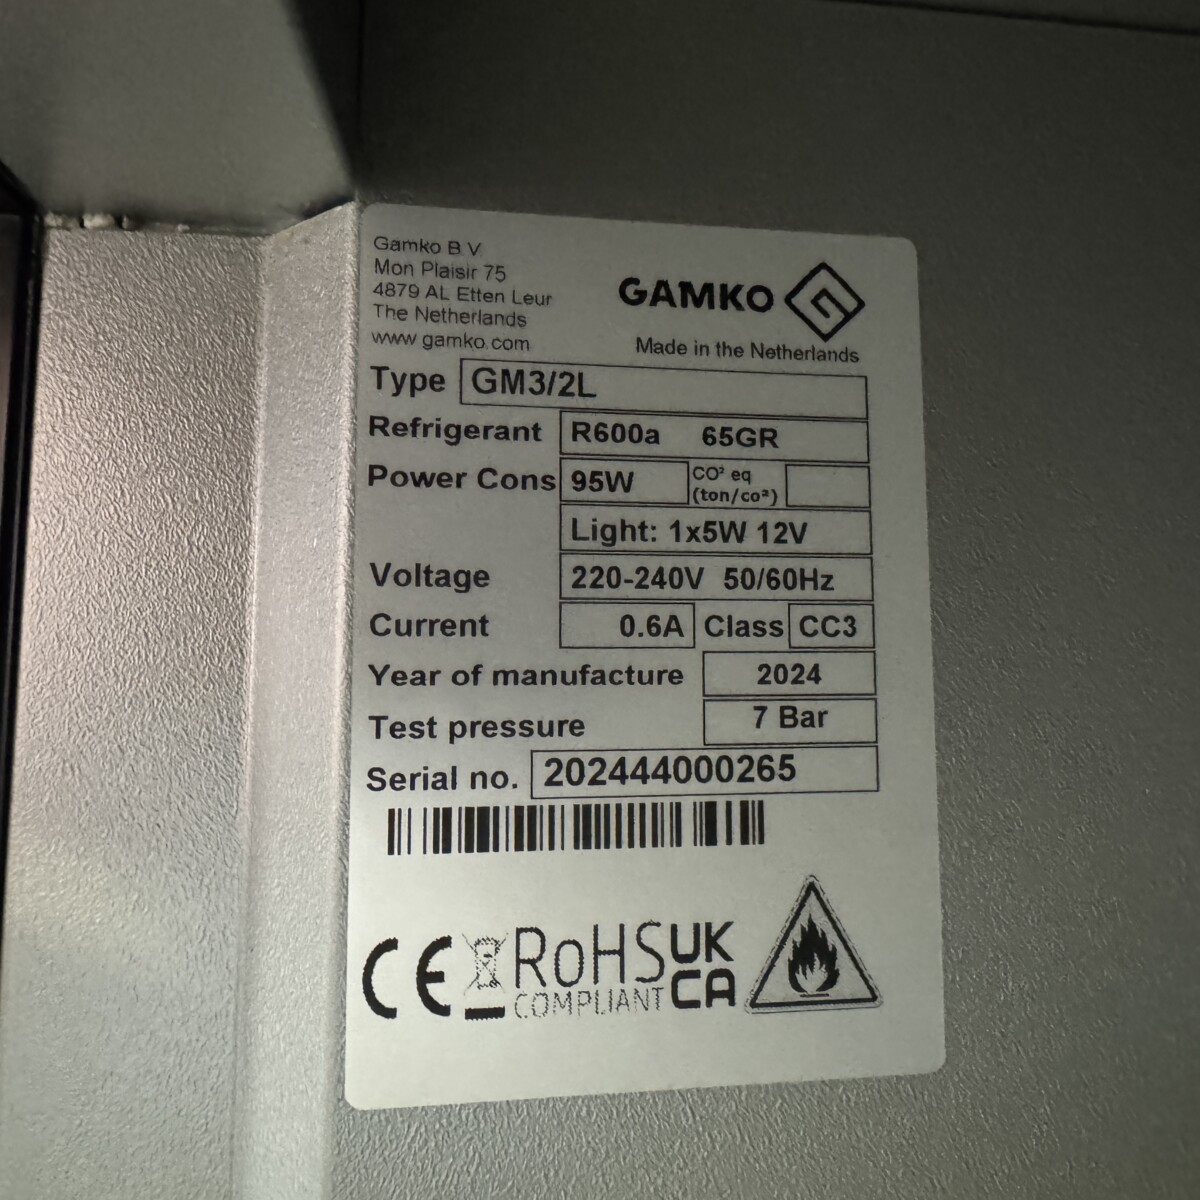 Gamko B V
Mon Plaisir 75
4879 AL Etten Leur
The Netherlands
www gamko.com
GAMKO
Made in the Netherlands
Type GM3/2L
Refrigerant R600a 65GR
Power Cons 95W CO² eq (ton/co²)
Light: 1x5W 12V
Voltage 220-240V 50/60Hz
Current 0.6A Class CC3
Year of manufacture 2024
Test pressure 7 Bar
Serial no. 202444000265
CE RoHS COMPLIANT UK CA